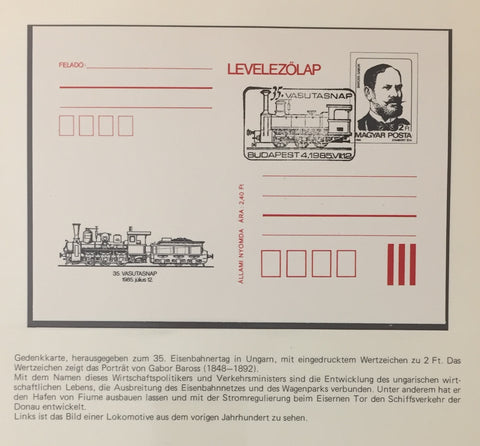 FELADÓ:
LEVELEZŐLAP
BAROSS GÁBOR
35. VASUTASNAP
BUDAPEST 4,1985.VII.12
2 Ft
MAGYAR POSTA
ÁLLAMI NYOMDA ÁRA: 2,40 Ft
35. VASUTASNAP
1985. július 12.
Gedenkkarte, herausgegeben zum 35. Eisenbahnertag in Ungarn, mit eingedrucktem Wertzeichen zu 2 Ft. Das
Wertzeichen zeigt das Porträt von Gabor Baross (1848—1892).
Mit dem Namen dieses Wirtschaftspolitikers und Verkehrsministers sind die Entwicklung des ungarischen wirt-
schaftlichen Lebens, die Ausbreitung des Eisenbahnnetzes und des Wagenparks verbunden. Unter anderem hat er
den Hafen von Fiume ausbauen lassen und mit der Stromregulierung beim Eisernen Tor den Schiffsverkehr der
Donau entwickelt.
Links ist das Bild einer Lokomotive aus dem vorigen Jahrhundert zu sehen.